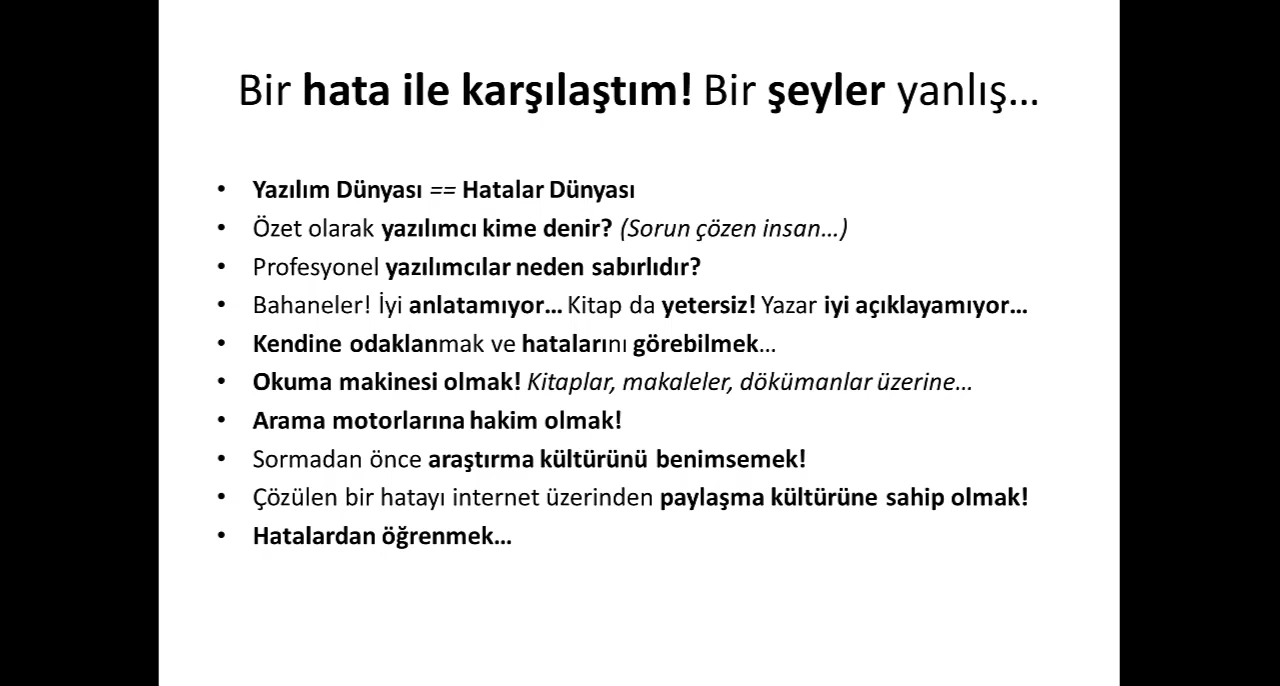 Bir hata ile karşılaştım! Bir şeyler yanlış...
• Yazılım Dünyası == Hatalar Dünyası
• Özet olarak yazılımcı kime denir? (Sorun çözen insan...)
• Profesyonel yazılımcılar neden sabırlıdır?
• Bahaneler! İyi anlatamıyor... Kitap da yetersiz! Yazar iyi açıklayamıyor...
• Kendine odaklanmak ve hatalarını görebilmek...
• Okuma makinesi olmak! Kitaplar, makaleler, dökümanlar üzerine...
• Arama motorlarına hakim olmak!
• Sormadan önce araştırma kültürünü benimsemek!
• Çözülen bir hatayı internet üzerinden paylaşma kültürüne sahip olmak!
• Hatalardan öğrenmek...